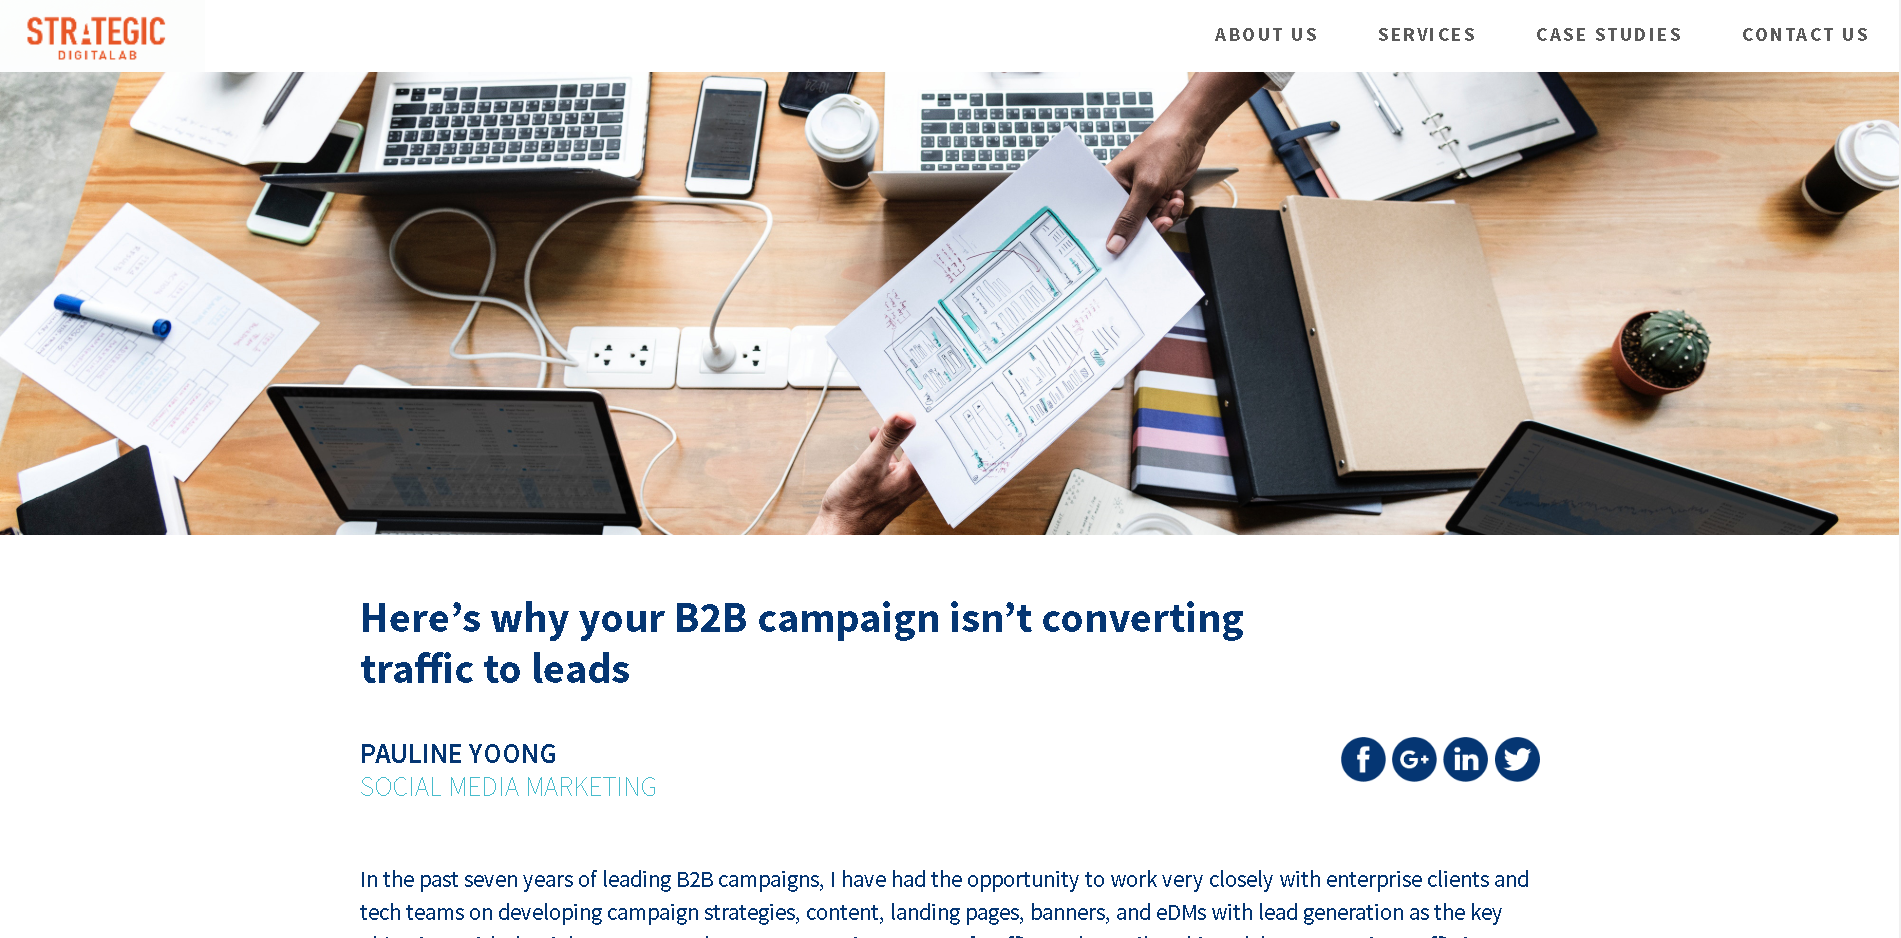 STRATEGIC
DIGITALAB
ABOUT US
SERVICES
CASE STUDIES
CONTACT US
Here’s why your B2B campaign isn’t converting
traffic to leads
PAULINE YOONG
SOCIAL MEDIA MARKETING
In the past seven years of leading B2B campaigns, I have had the opportunity to work very closely with enterprise clients and
tech teams on developing campaign strategies, content, landing pages, banners, and eDMs with lead generation as the key